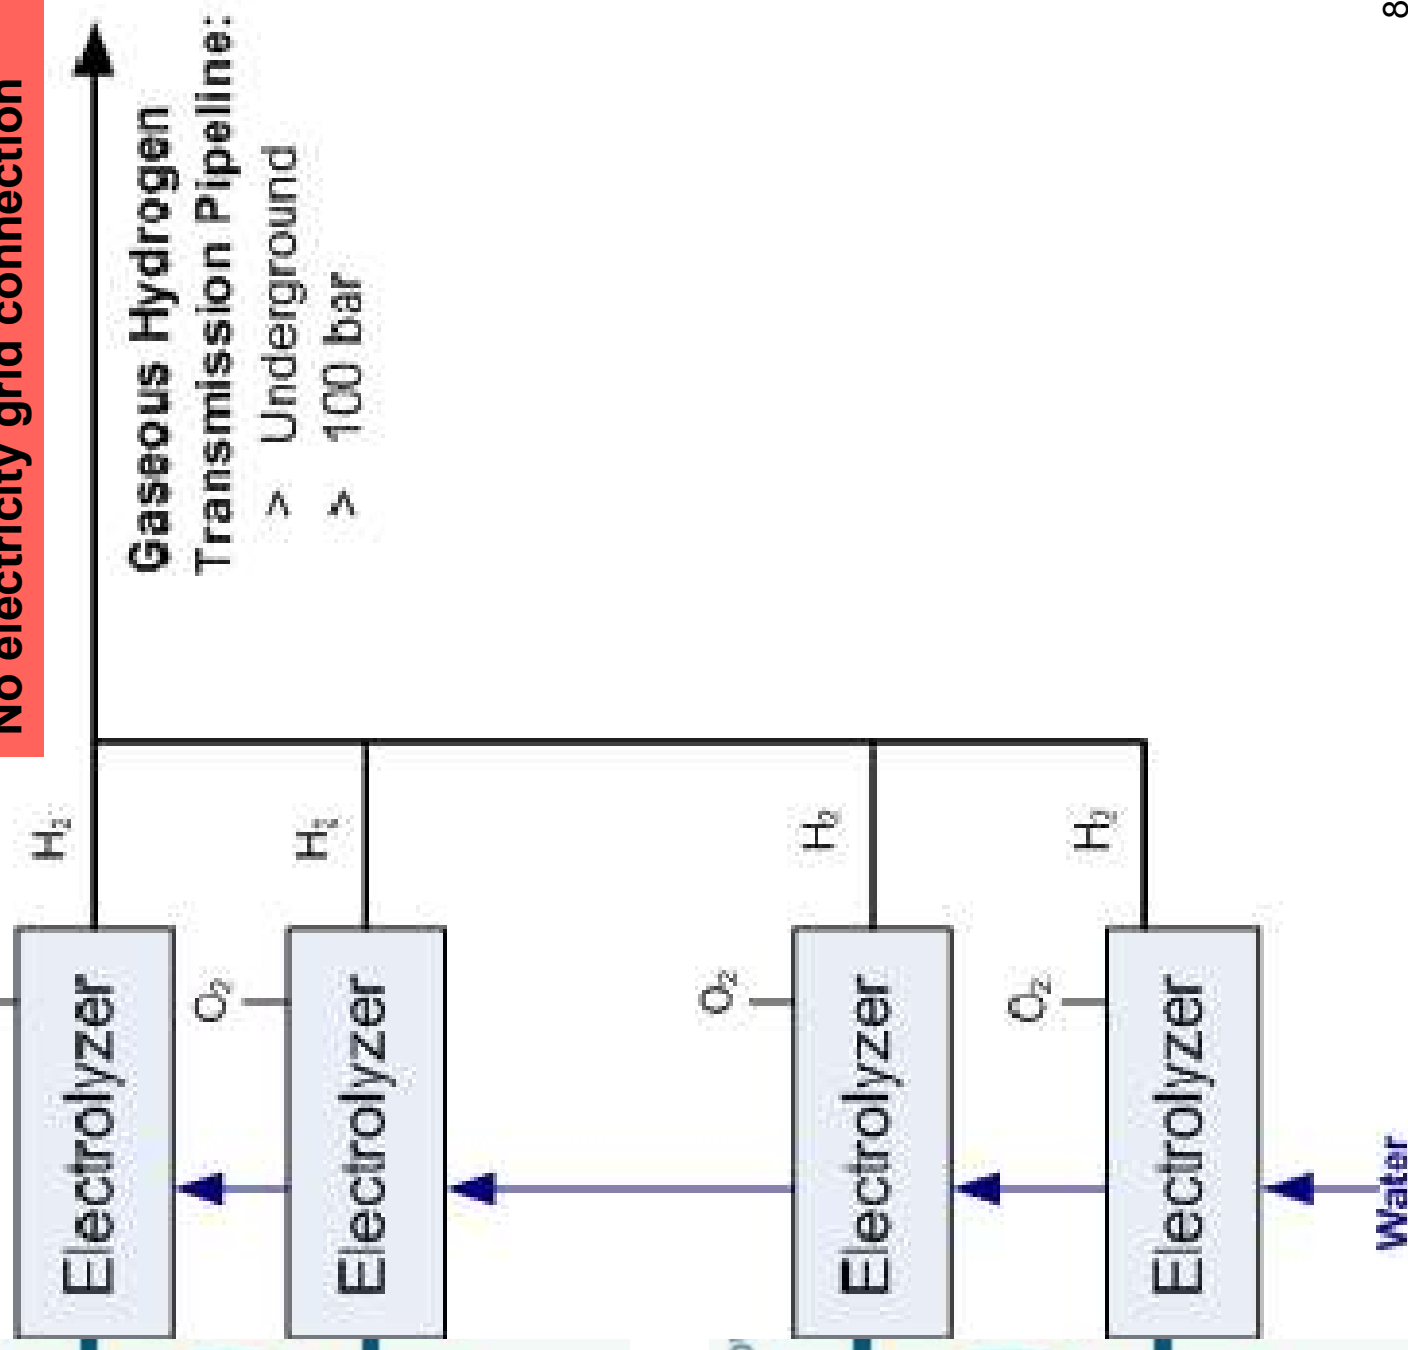 No electricity grid connection
H₂
Electrolyzer
Gaseous Hydrogen
Transmission Pipeline:
> Underground
> 100 bar
O₂
H₂
Electrolyzer
O₂
H₂
Electrolyzer
O₂
H₂
Electrolyzer
Water
8